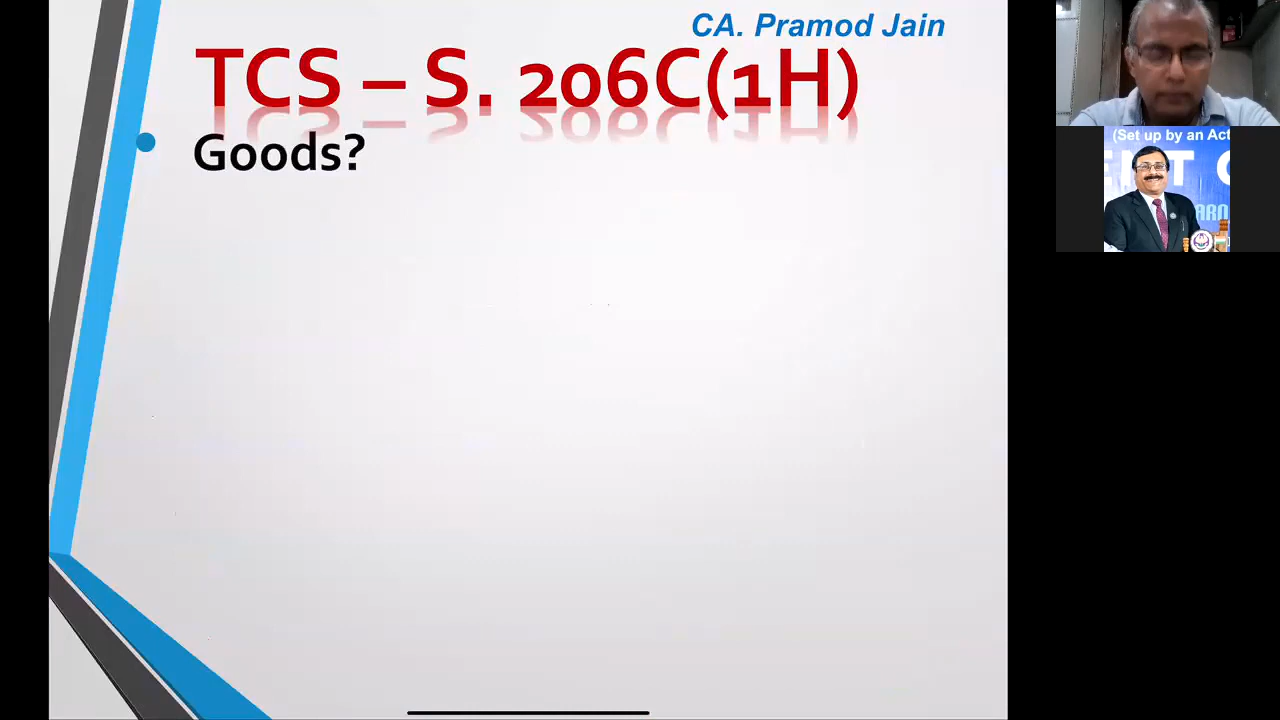 CA. Pramod Jain
TCS – S. 206C(1H)
Goods?
(Set up by an Act